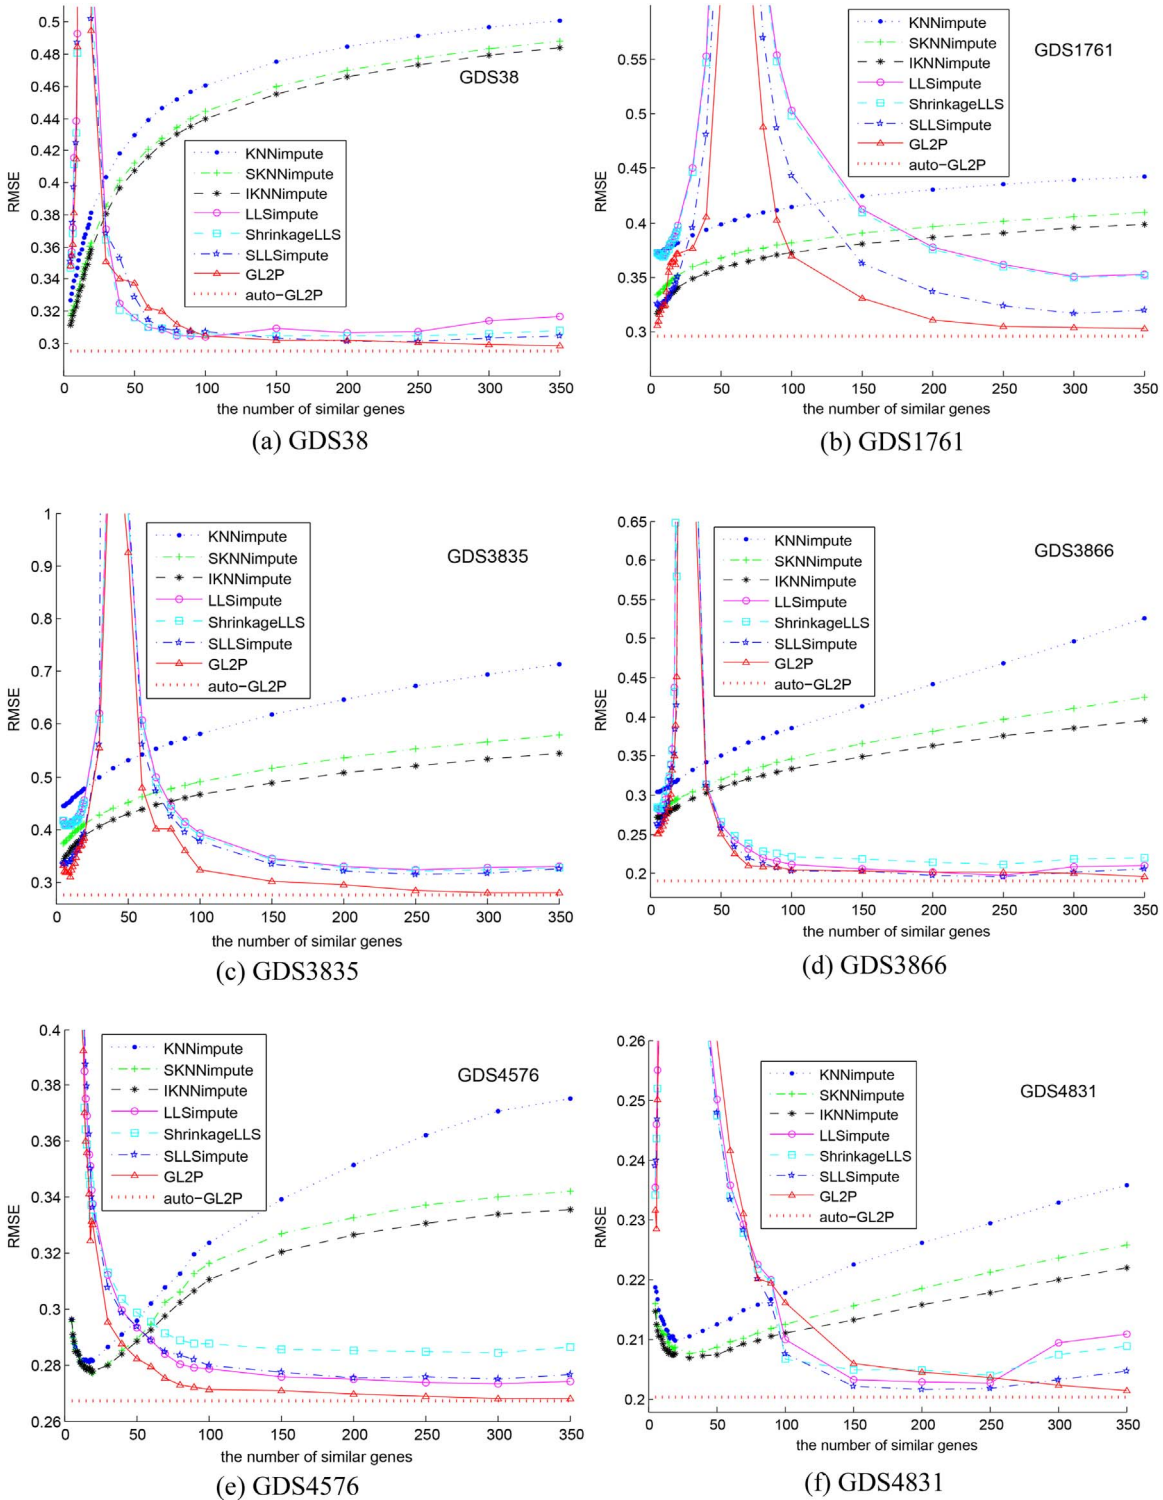 0.5
0.48
0.46
0.44
0.42
0.4
0.38
0.36
0.34
0.32
0.3
RMSE
GDS38
KNNimpute
SKNNimpute
IKNNimpute
LLSimpute
ShrinkageLLS
SLLSimpute
GL2P
auto-GL2P
0 50 100 150 200 250 300 350
the number of similar genes
(a) GDS38
0.55
0.5
0.45
0.4
0.35
0.3
RMSE
GDS1761
KNNimpute
SKNNimpute
IKNNimpute
LLSimpute
ShrinkageLLS
SLLSimpute
GL2P
auto-GL2P
0 50 100 150 200 250 300 350
the number of similar genes
(b) GDS1761
1
0.9
0.8
0.7
0.6
0.5
0.4
0.3
RMSE
GDS3835
KNNimpute
SKNNimpute
IKNNimpute
LLSimpute
ShrinkageLLS
SLLSimpute
GL2P
auto-GL2P
0 50 100 150 200 250 300 350
the number of similar genes
(c) GDS3835
0.65
0.6
0.55
0.5
0.45
0.4
0.35
0.3
0.25
0.2
RMSE
GDS3866
KNNimpute
SKNNimpute
IKNNimpute
LLSimpute
ShrinkageLLS
SLLSimpute
GL2P
auto-GL2P
0 50 100 150 200 250 300 350
the number of similar genes
(d) GDS3866
0.4
0.38
0.36
0.34
0.32
0.3
0.28
0.26
RMSE
GDS4576
KNNimpute
SKNNimpute
IKNNimpute
LLSimpute
ShrinkageLLS
SLLSimpute
GL2P
auto-GL2P
0 50 100 150 200 250 300 350
the number of similar genes
(e) GDS4576
0.26
0.25
0.24
0.23
0.22
0.21
0.2
RMSE
GDS4831
KNNimpute
SKNNimpute
IKNNimpute
LLSimpute
ShrinkageLLS
SLLSimpute
GL2P
auto-GL2P
0 50 100 150 200 250 300 350
the number of similar genes
(f) GDS4831